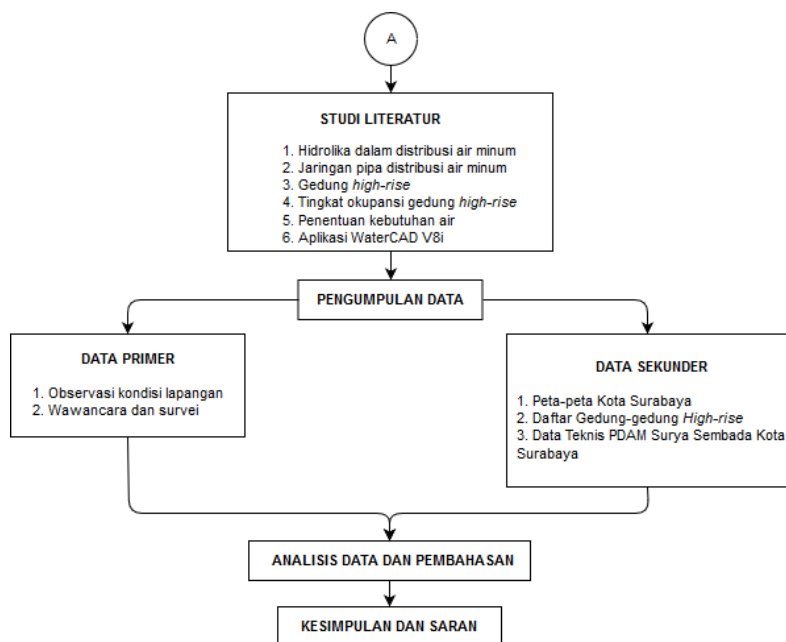 A
STUDI LITERATUR
1. Hidrolika dalam distribusi air minum
2. Jaringan pipa distribusi air minum
3. Gedung high-rise
4. Tingkat okupansi gedung high-rise
5. Penentuan kebutuhan air
6. Aplikasi WaterCAD V8i
PENGUMPULAN DATA
DATA PRIMER
1. Observasi kondisi lapangan
2. Wawancara dan survei
DATA SEKUNDER
1. Peta-peta Kota Surabaya
2. Daftar Gedung-gedung High-rise
3. Data Teknis PDAM Surya Sembada Kota
Surabaya
ANALISIS DATA DAN PEMBAHASAN
KESIMPULAN DAN SARAN